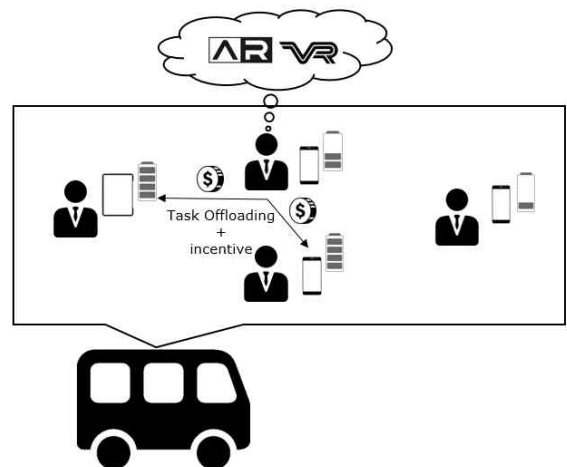 AR VR
$
$
Task Offloading
+
incentive